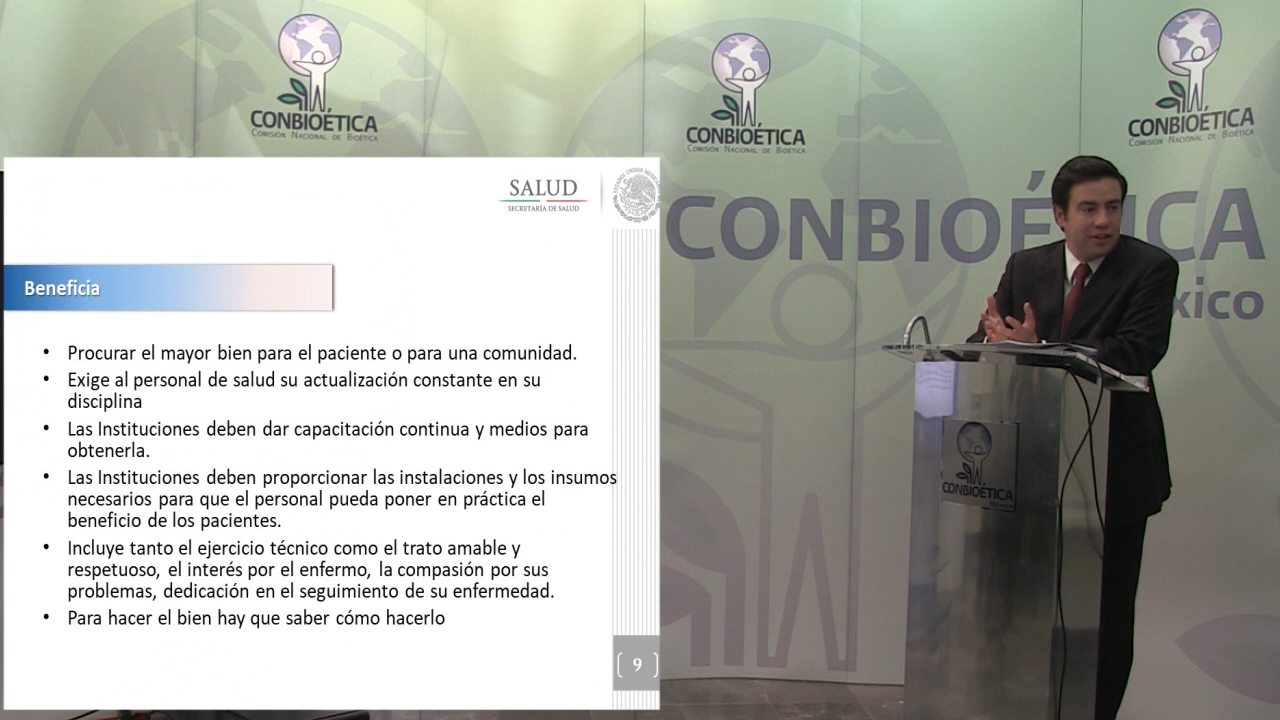 CONBIOÉTICA
COMISIÓN NACIONAL DE BIOÉTICA
CONBIOÉTICA
COMISIÓN NACIONAL DE BIOÉTICA
CONBIOÉTICA
COMISIÓN NACIONAL DE BIOÉTICA
SALUD
SECRETARÍA DE SALUD
Beneficia
• Procurar el mayor bien para el paciente o para una comunidad.
• Exige al personal de salud su actualización constante en su
disciplina
• Las Instituciones deben dar capacitación continua y medios para
obtenerla.
• Las Instituciones deben proporcionar las instalaciones y los insumos
necesarios para que el personal pueda poner en práctica el
beneficio de los pacientes.
• Incluye tanto el ejercicio técnico como el trato amable y
respetuoso, el interés por el enfermo, la compasión por sus
problemas, dedicación en el seguimiento de su enfermedad.
• Para hacer el bien hay que saber cómo hacerlo
9
CONBIOÉ CA
xico
CONBIOÉTICA
México